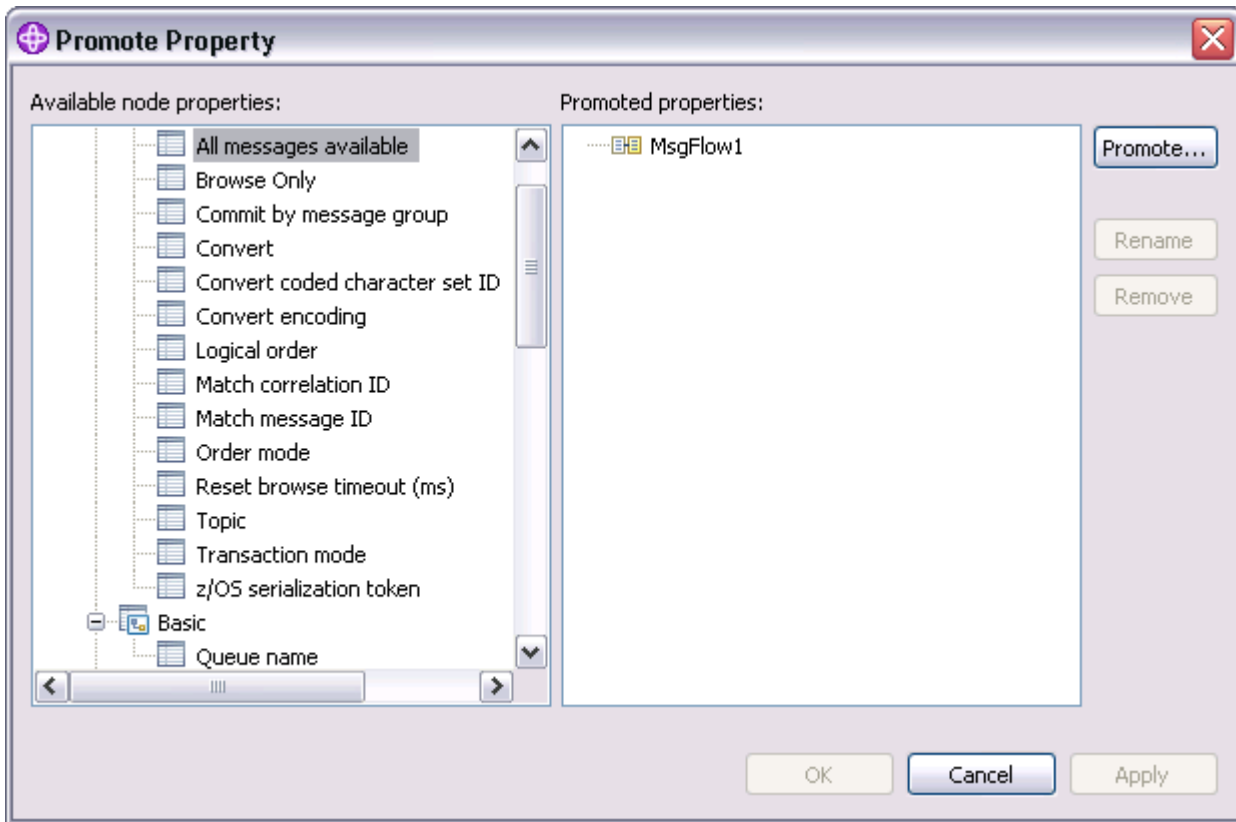 Promote Property
Available node properties:
Promoted properties:
All messages available
Browse Only
Commit by message group
Convert
Convert coded character set ID
Convert encoding
Logical order
Match correlation ID
Match message ID
Order mode
Reset browse timeout (ms)
Topic
Transaction mode
z/OS serialization token
Basic
Queue name
MsgFlow1
Promote...
Rename
Remove
OK
Cancel
Apply